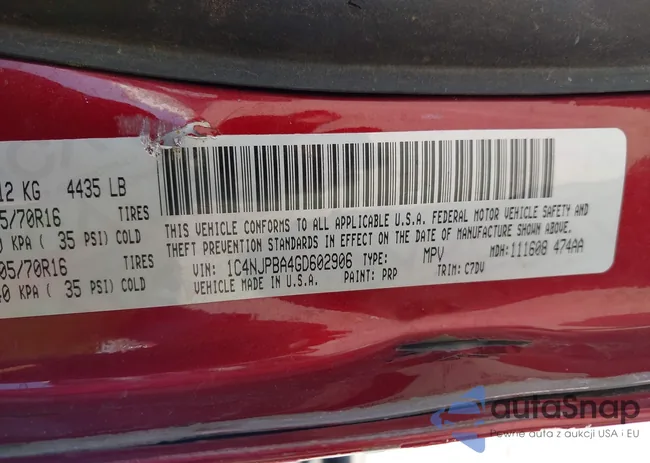 12 KG 4435 LB
5/70R16 TIRES
0 KPA ( 35 PSI) COLD
05/70R16 TIRES
40 KPA ( 35 PSI) COLD
THIS VEHICLE CONFORMS TO ALL APPLICABLE U.S.A. FEDERAL MOTOR VEHICLE SAFETY AND
THEFT PREVENTION STANDARDS IN EFFECT ON THE DATE OF MANUFACTURE SHOWN ABOVE.
VIN: 1C4NJPBA4GD602906 TYPE: MPV MDH: 111608 474AA
VEHICLE MADE IN U.S.A. PAINT: PRP TRIM: C7DV
autaSnap
Pewne auta z aukcji USA i EU